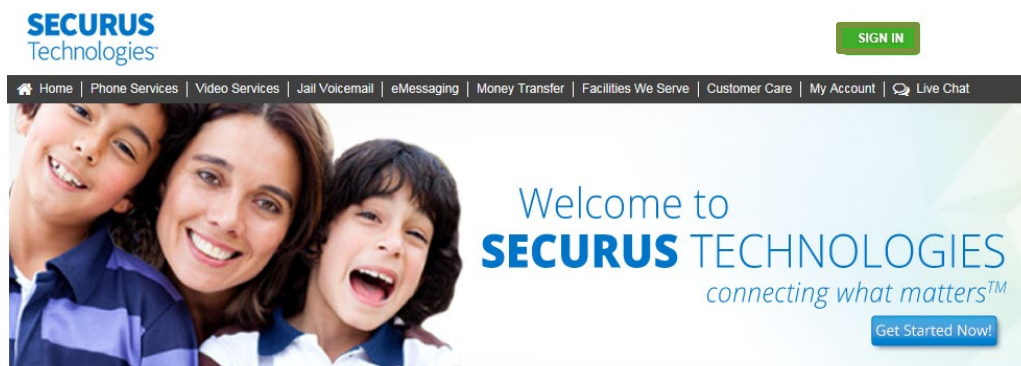 SECURUS
Technologies
SIGN IN
Home | Phone Services | Video Services | Jail Voicemail | eMessaging | Money Transfer | Facilities We Serve | Customer Care | My Account | Live Chat
Welcome to
SECURUS TECHNOLOGIES
connecting what matters™
Get Started Now!